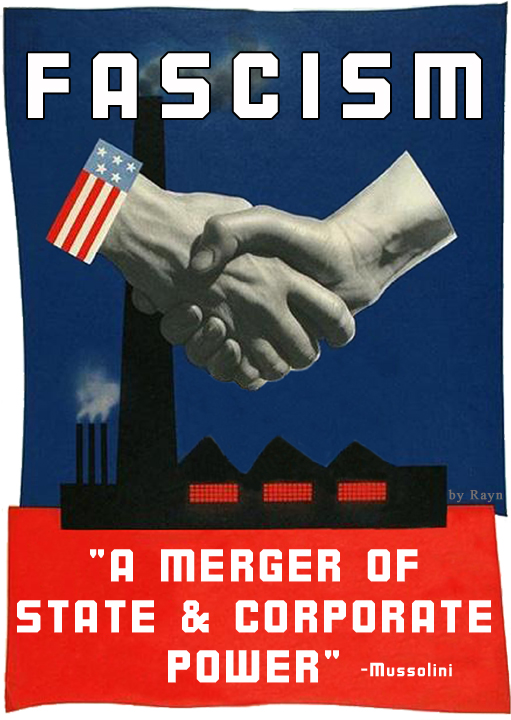 FASCISM
by Rayn
"A MERGER OF
STATE & CORPORATE
POWER" -Mussolini